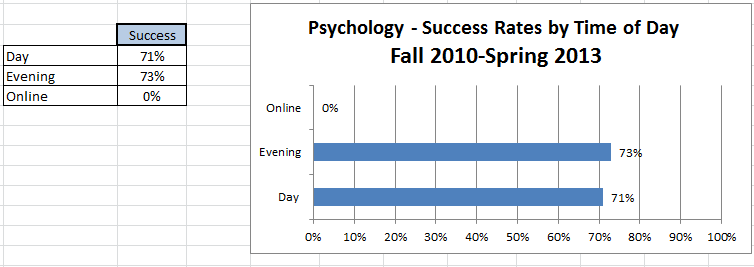 Success
Day 71%
Evening 73%
Online 0%
Psychology - Success Rates by Time of Day
Fall 2010-Spring 2013
Online 0%
Evening 73%
Day 71%
0% 10% 20% 30% 40% 50% 60% 70% 80% 90% 100%